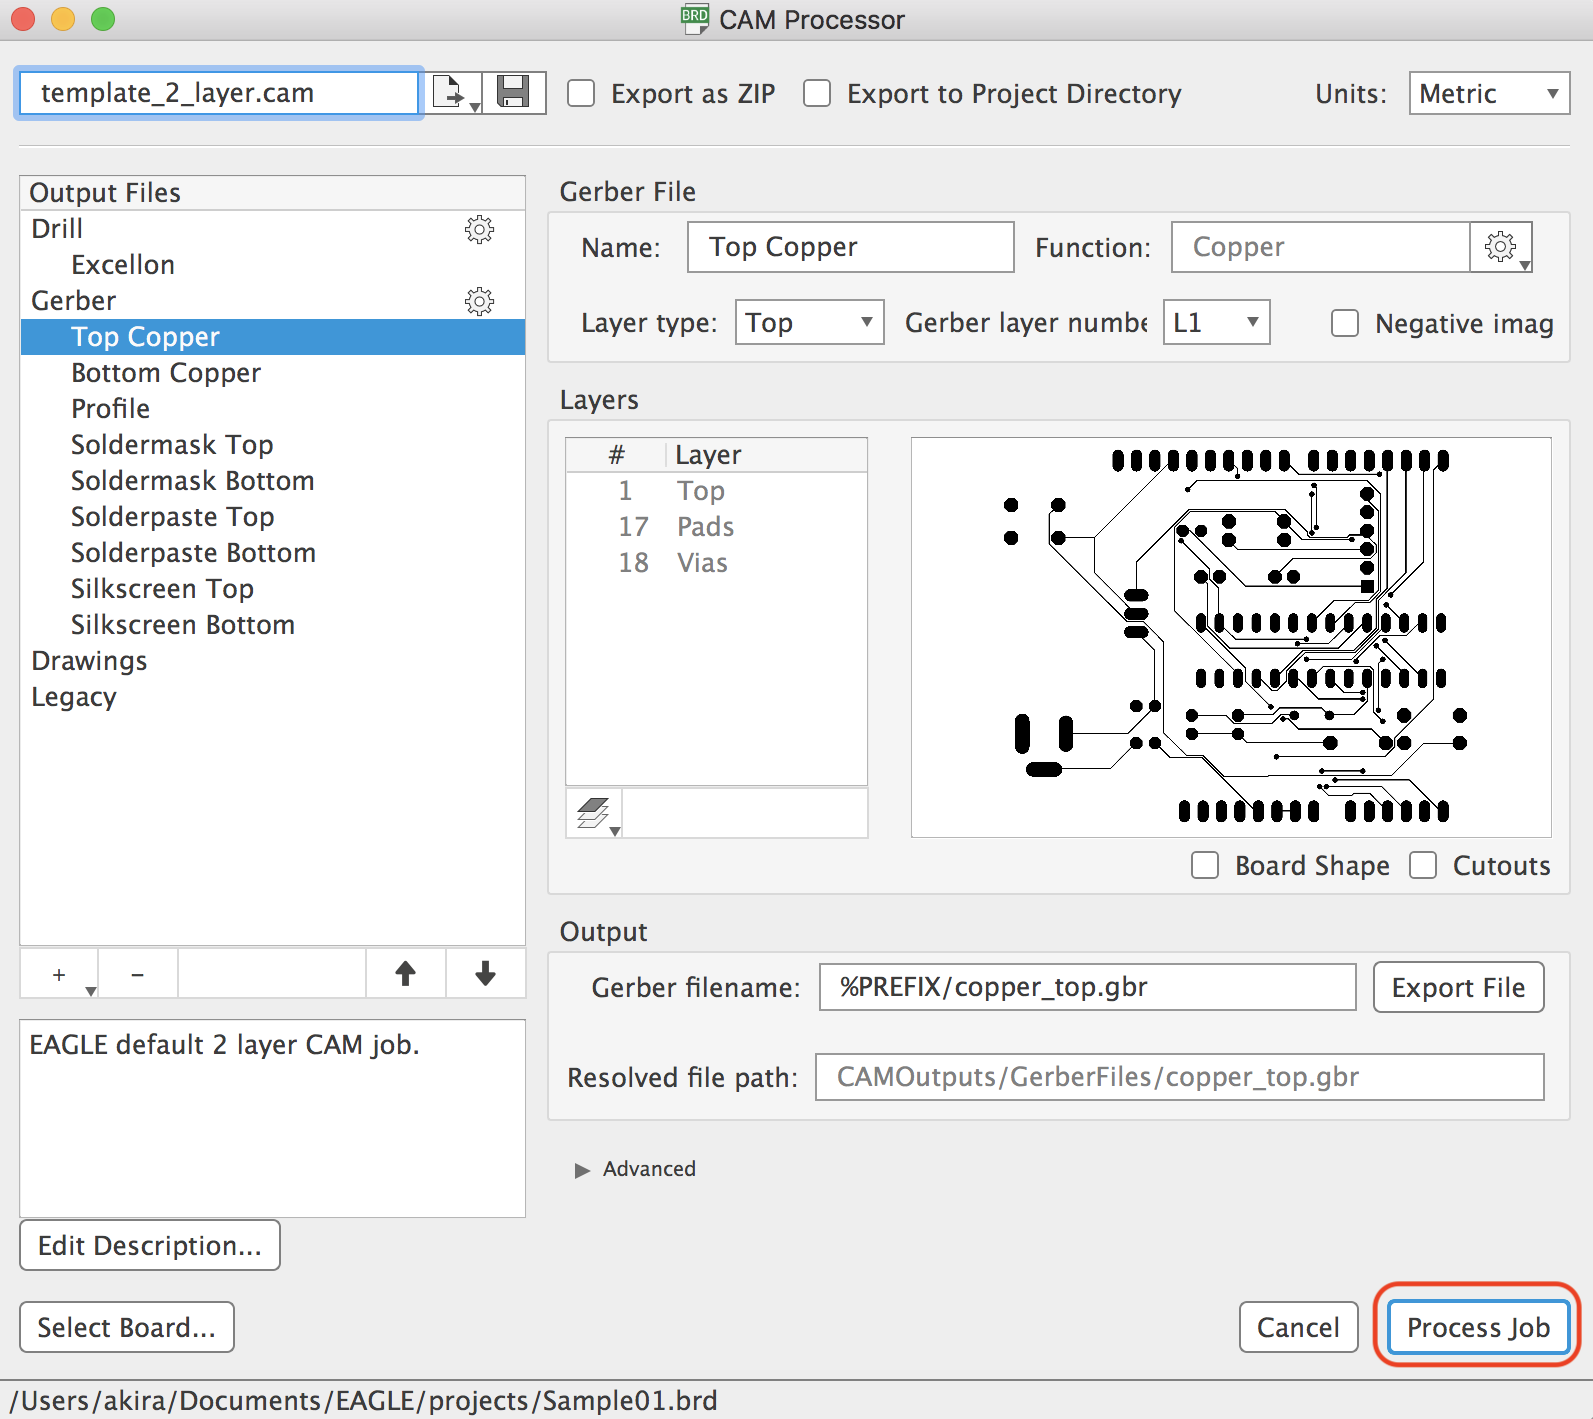 BRD CAM Processor
template_2_layer.cam Export as ZIP Export to Project Directory Units: Metric
Output Files
Drill
Excellon
Gerber
Top Copper
Bottom Copper
Profile
Soldermask Top
Soldermask Bottom
Solderpaste Top
Solderpaste Bottom
Silkscreen Top
Silkscreen Bottom
Drawings
Legacy
+ −
EAGLE default 2 layer CAM job.
Edit Description...
Select Board...
Gerber File
Name: Top Copper Function: Copper
Layer type: Top Gerber layer numbe L1 Negative imag
Layers
# Layer
1 Top
17 Pads
18 Vias
Board Shape Cutouts
Output
Gerber filename: %PREFIX/copper_top.gbr Export File
Resolved file path: CAMOutputs/GerberFiles/copper_top.gbr
Advanced
Cancel Process Job
/Users/akira/Documents/EAGLE/projects/Sample01.brd